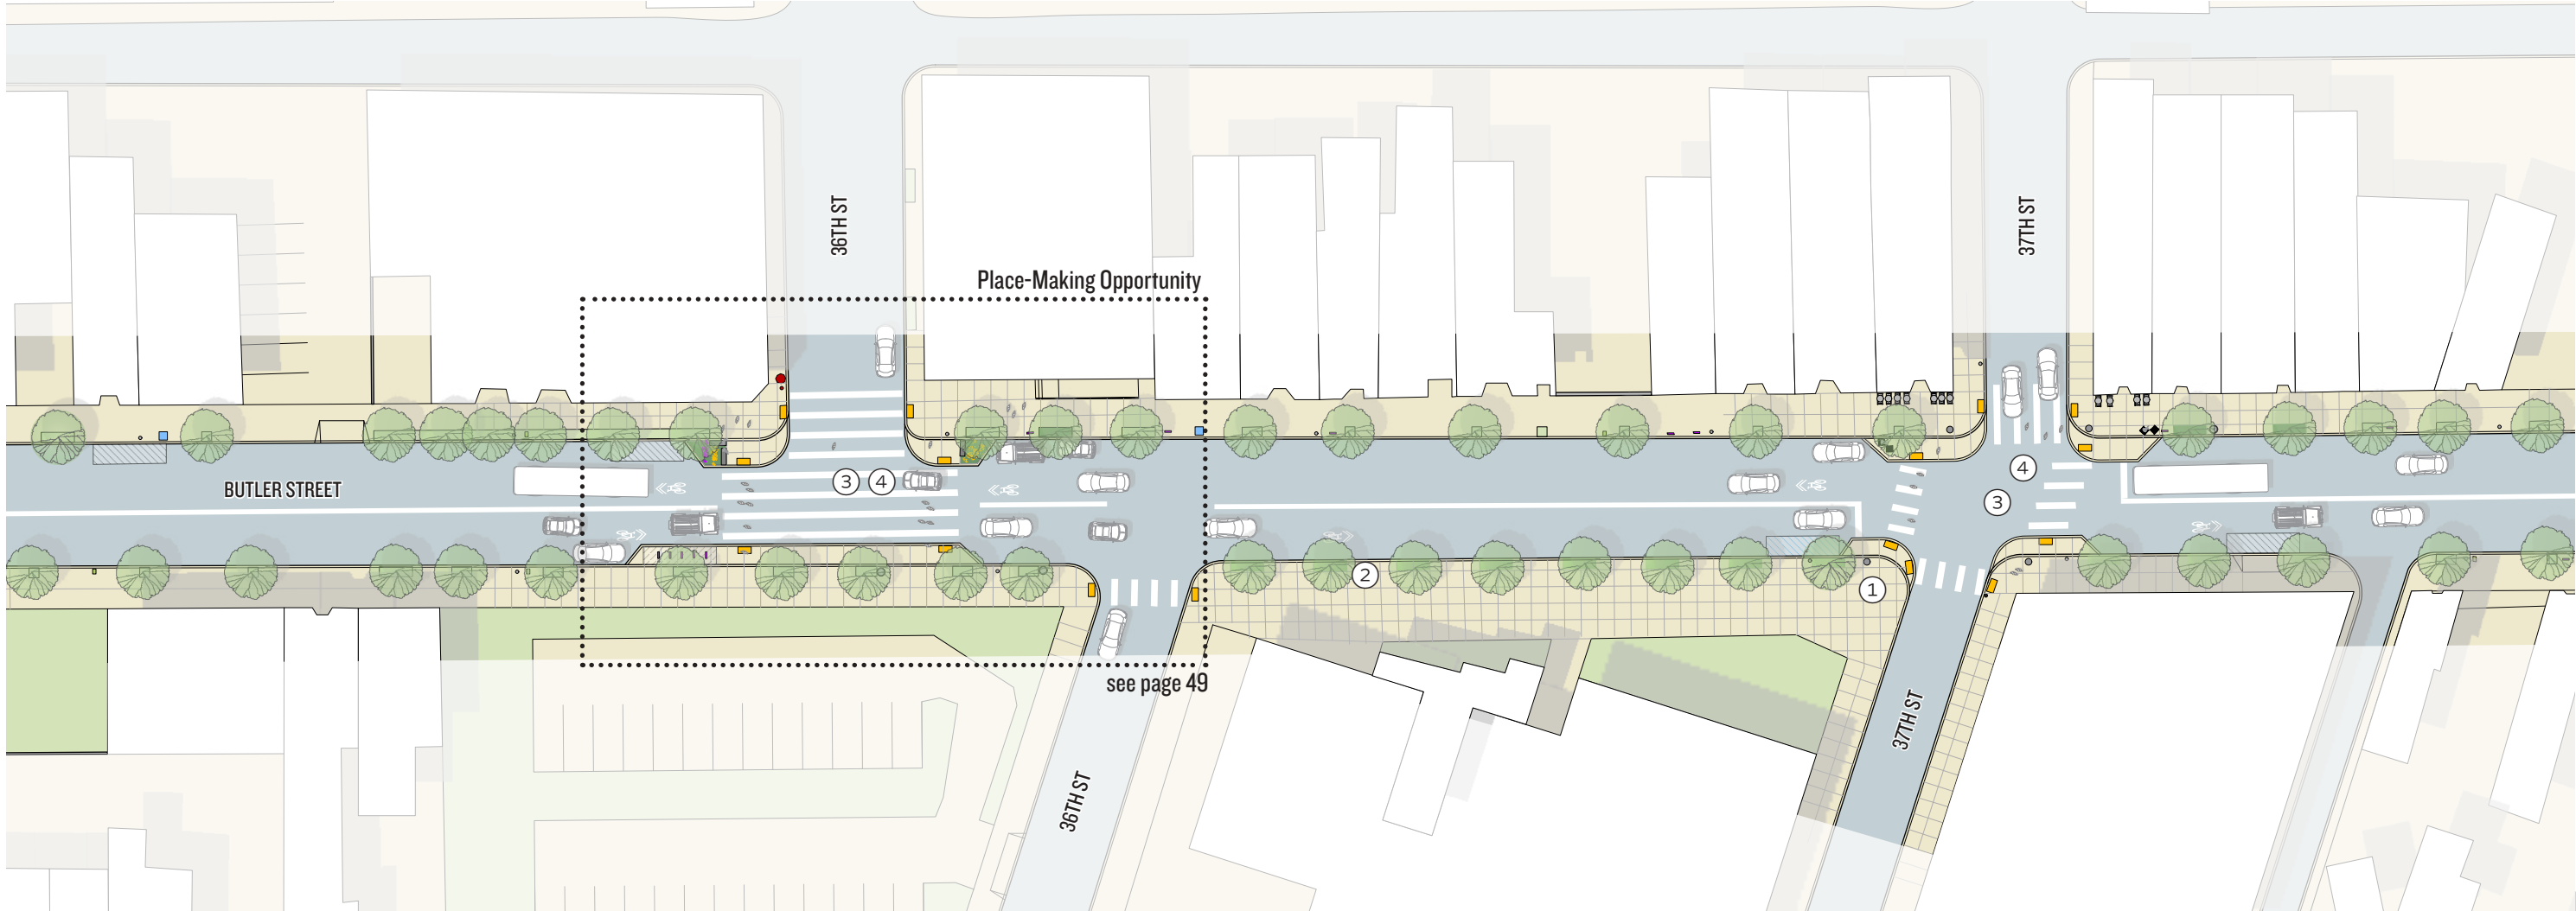 36TH ST
37TH ST
Place-Making Opportunity
BUTLER STREET
3 4
4
3
2
1
see page 49
37TH ST
36TH ST